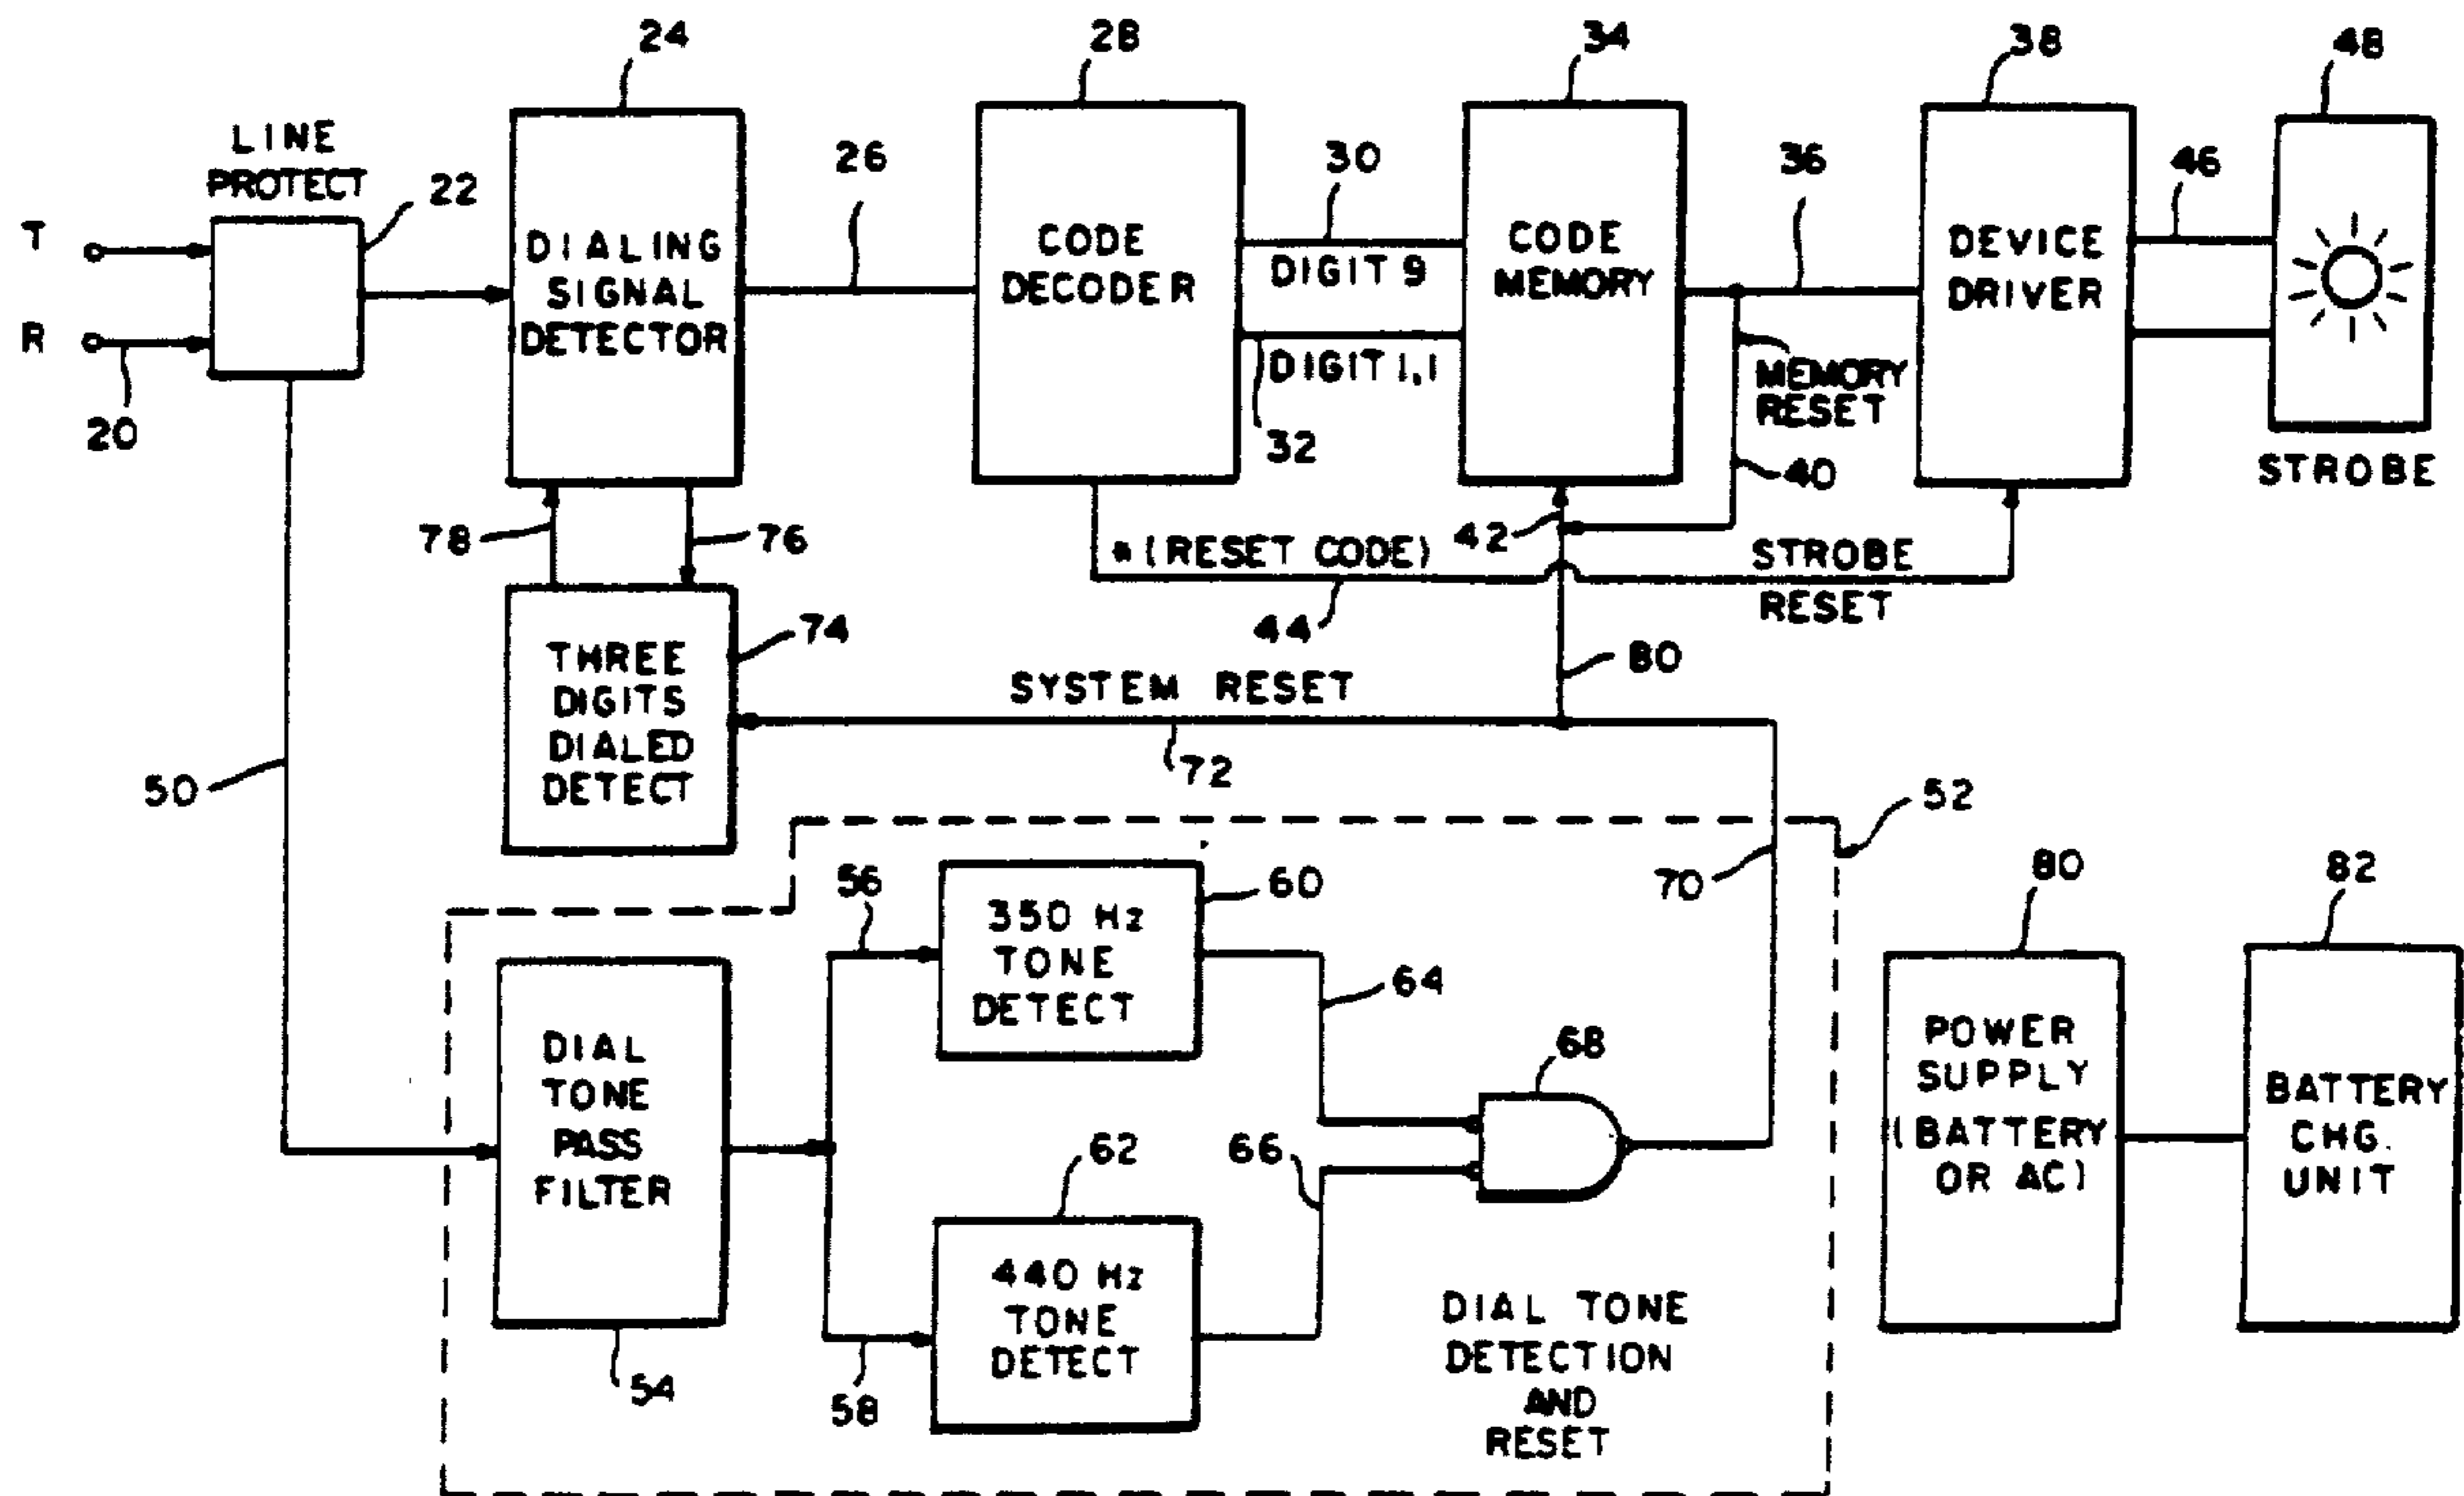 24
28
34
38
48
LINE
PROTECT
22
26
30
36
46
T
R
20
DIALING
SIGNAL
DETECTOR
CODE
DECODER
DIGIT 9
DIGIT 1,1
32
CODE
MEMORY
MEMORY
RESET
40
DEVICE
DRIVER
STROBE
78
76
* (RESET CODE)
42
STROBE
RESET
44
74
THREE
DIGITS
DIALED
DETECT
SYSTEM RESET
80
72
50
52
56
60
70
80
82
350 Hz
TONE
DETECT
64
DIAL
TONE
PASS
FILTER
54
68
62
66
440 Hz
TONE
DETECT
58
DIAL TONE
DETECTION
AND
RESET
POWER
SUPPLY
(BATTERY
OR AC)
BATTERY
CHG.
UNIT